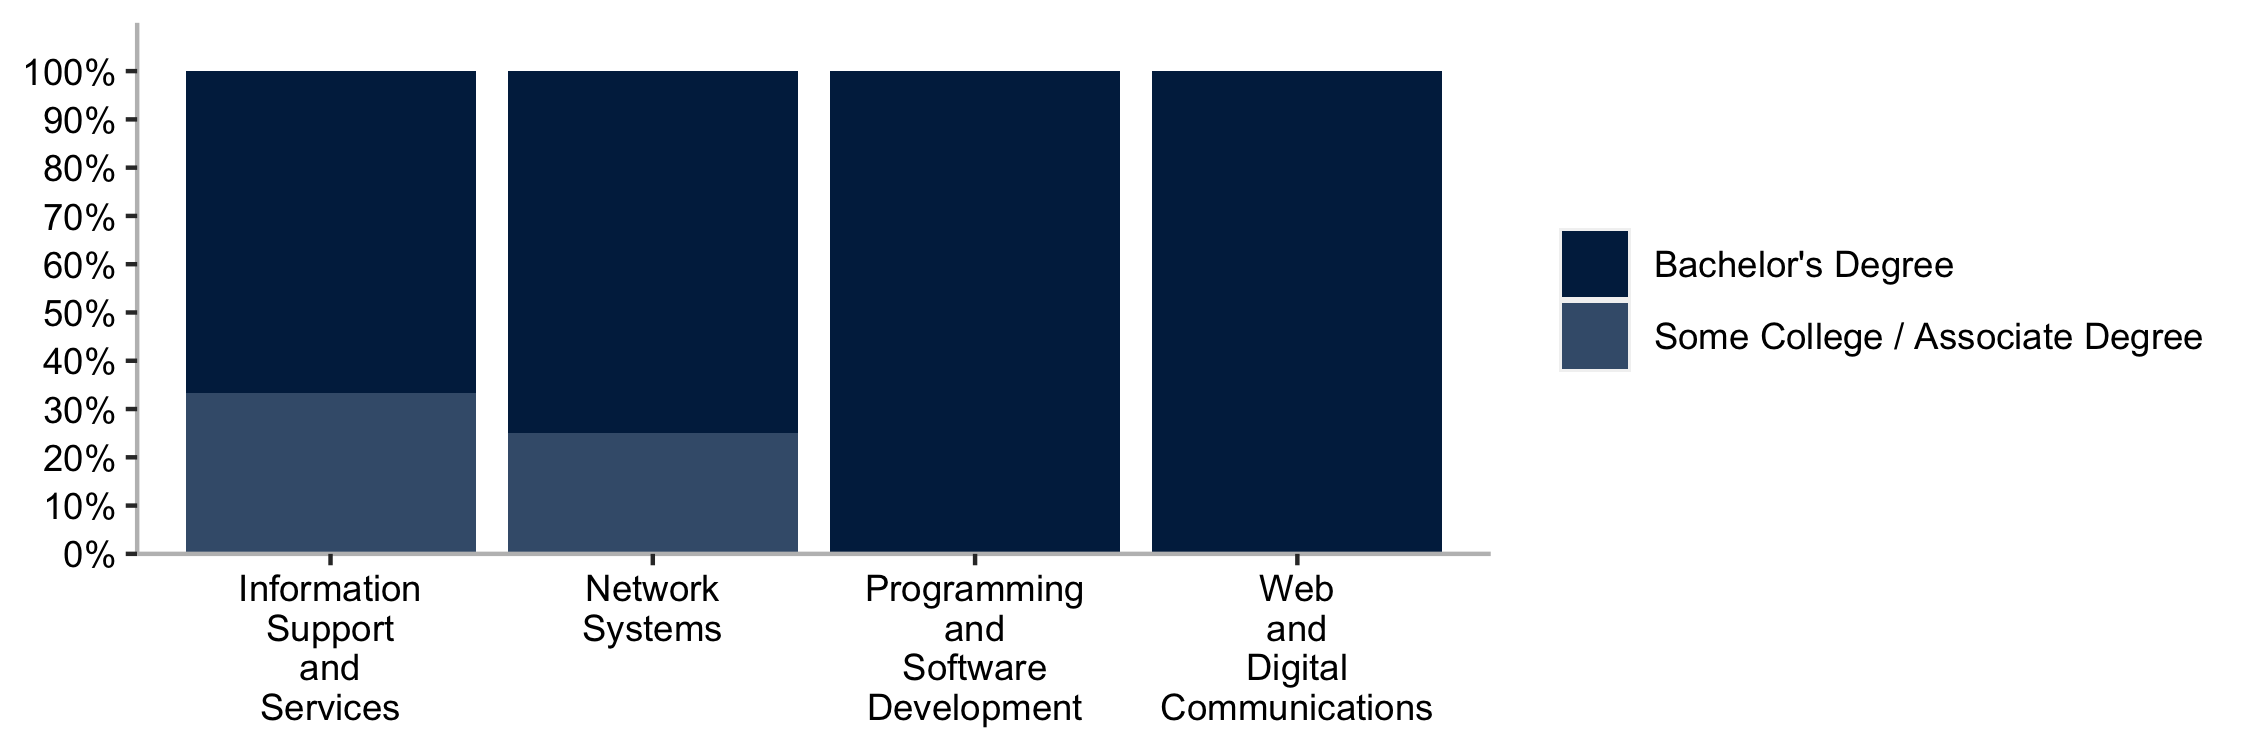 100%
90%
80%
70%
60%
50%
40%
30%
20%
10%
0%
Information
Support
and
Services
Network
Systems
Programming
and
Software
Development
Web
and
Digital
Communications
Bachelor's Degree
Some College / Associate Degree